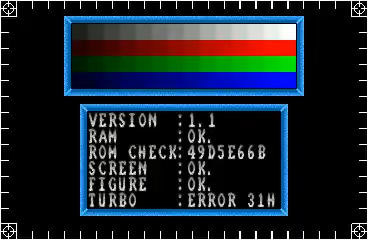 VERSION :1.1
RAM :OK.
ROM CHECK:49D5E66B
SCREEN :OK.
FIGURE :OK.
TURBO :ERROR 31H